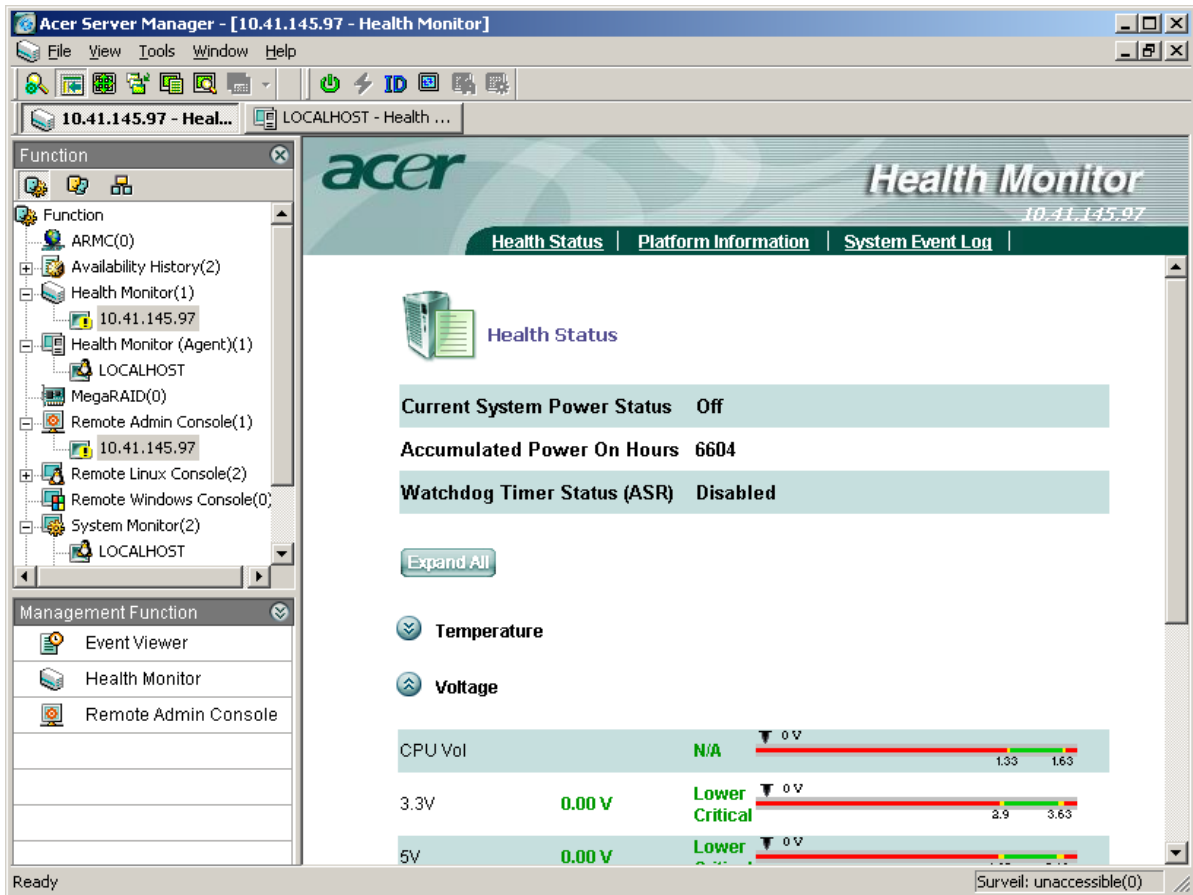 Acer Server Manager - [10.41.145.97 - Health Monitor]
File View Tools Window Help
ID
10.41.145.97 - Heal... LOCALHOST - Health ...
Function
Function
ARMC(0)
Availability History(2)
Health Monitor(1)
10.41.145.97
Health Monitor (Agent)(1)
LOCALHOST
MegaRAID(0)
Remote Admin Console(1)
10.41.145.97
Remote Linux Console(2)
Remote Windows Console(0)
System Monitor(2)
LOCALHOST
Management Function
Event Viewer
Health Monitor
Remote Admin Console
acer
Health Monitor
10.41.145.97
Health Status | Platform Information | System Event Log |
Health Status
Current System Power Status Off
Accumulated Power On Hours 6604
Watchdog Timer Status (ASR) Disabled
Expand All
Temperature
Voltage
CPU Vol N/A 0 V 1.33 1.63
3.3V 0.00 V Lower Critical 0 V 2.9 3.63
5V 0.00 V Lower 0 V
Ready
Surveil: unaccessible(0)